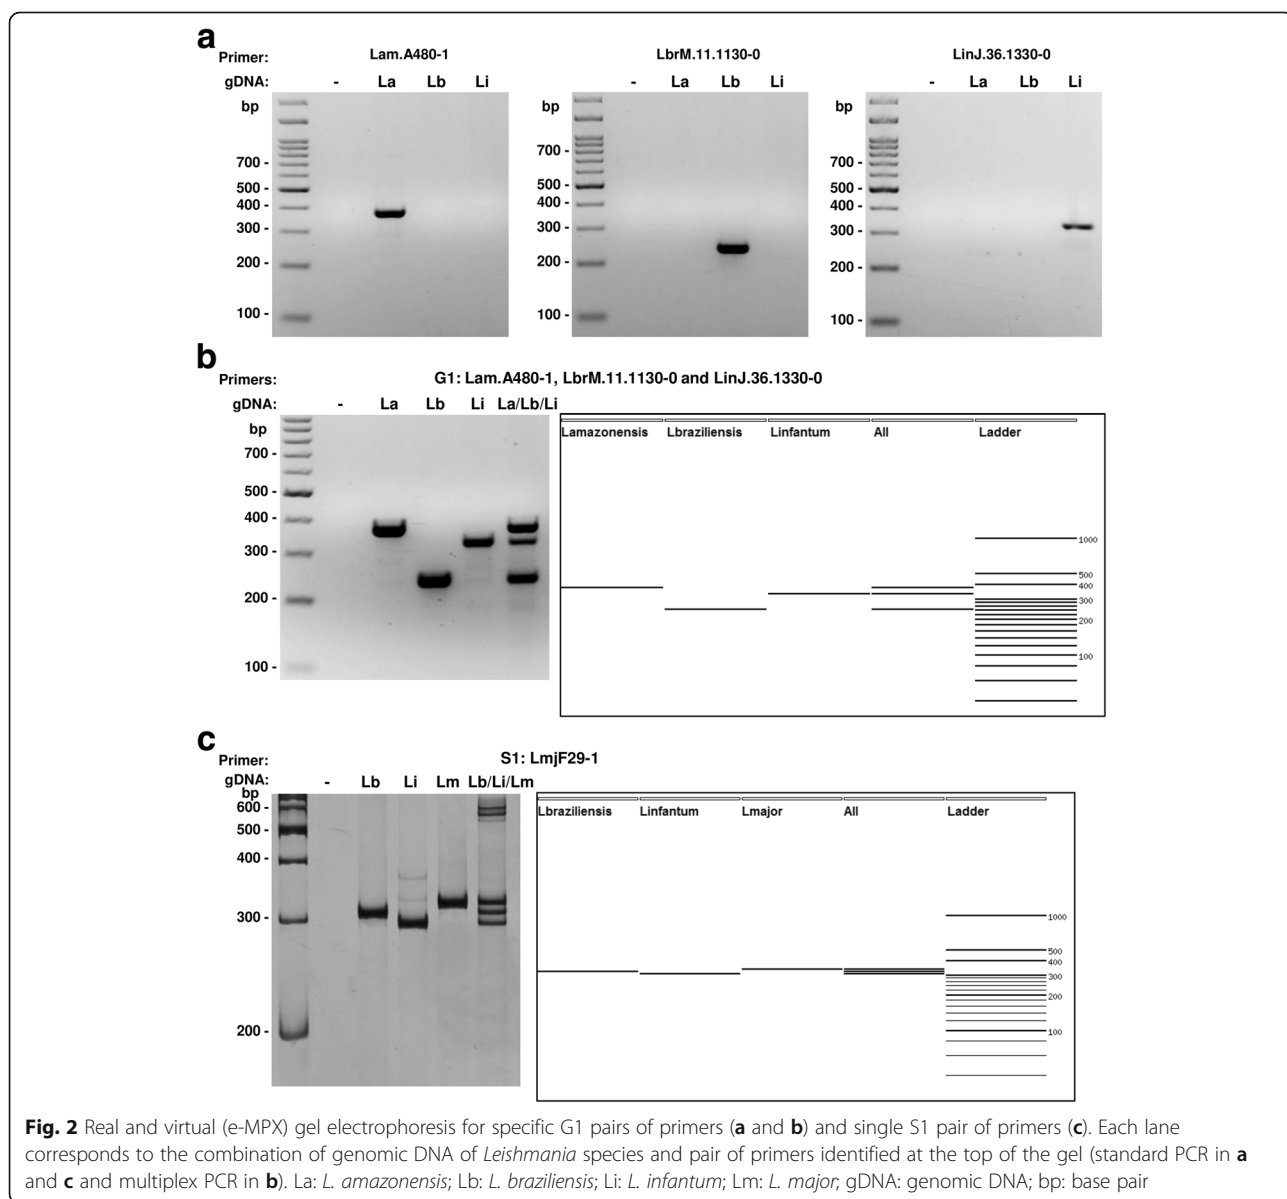 a
Primer: Lam.A480-1 LbrM.11.1130-0 LinJ.36.1330-0
gDNA: - La Lb Li - La Lb Li - La Lb Li
bp bp bp
700 - 700 - 700 -
500 - 500 - 500 -
400 - 400 - 400 -
300 - 300 - 300 -
200 - 200 - 200 -
100 - 100 - 100 -
b
Primers: G1: Lam.A480-1, LbrM.11.1130-0 and LinJ.36.1330-0
gDNA: - La Lb Li La/Lb/Li
bp
700 -
500 -
400 -
300 -
200 -
100 -
Lamazonensis Lbraziliensis Linfantum All Ladder
1000
500
400
300
200
100
c
Primer: S1: LmjF29-1
gDNA: - Lb Li Lm Lb/Li/Lm
bp
600 -
500 -
400 -
300 -
200 -
Lbraziliensis Linfantum Lmajor All Ladder
1000
500
400
300
200
100
Fig. 2 Real and virtual (e-MPX) gel electrophoresis for specific G1 pairs of primers (a and b) and single S1 pair of primers (c). Each lane
corresponds to the combination of genomic DNA of Leishmania species and pair of primers identified at the top of the gel (standard PCR in a
and c and multiplex PCR in b). La: L. amazonensis; Lb: L. braziliensis; Li: L. infantum; Lm: L. major; gDNA: genomic DNA; bp: base pair